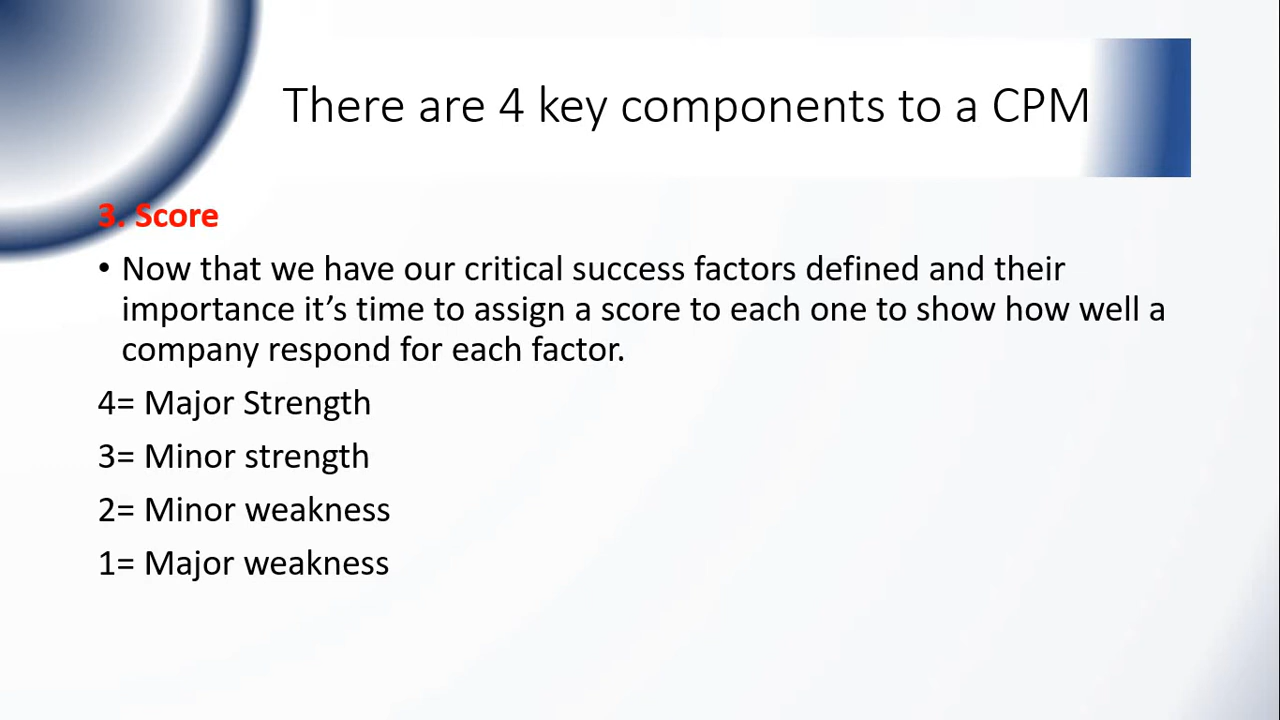 There are 4 key components to a CPM
3. Score
• Now that we have our critical success factors defined and their
importance it’s time to assign a score to each one to show how well a
company respond for each factor.
4= Major Strength
3= Minor strength
2= Minor weakness
1= Major weakness